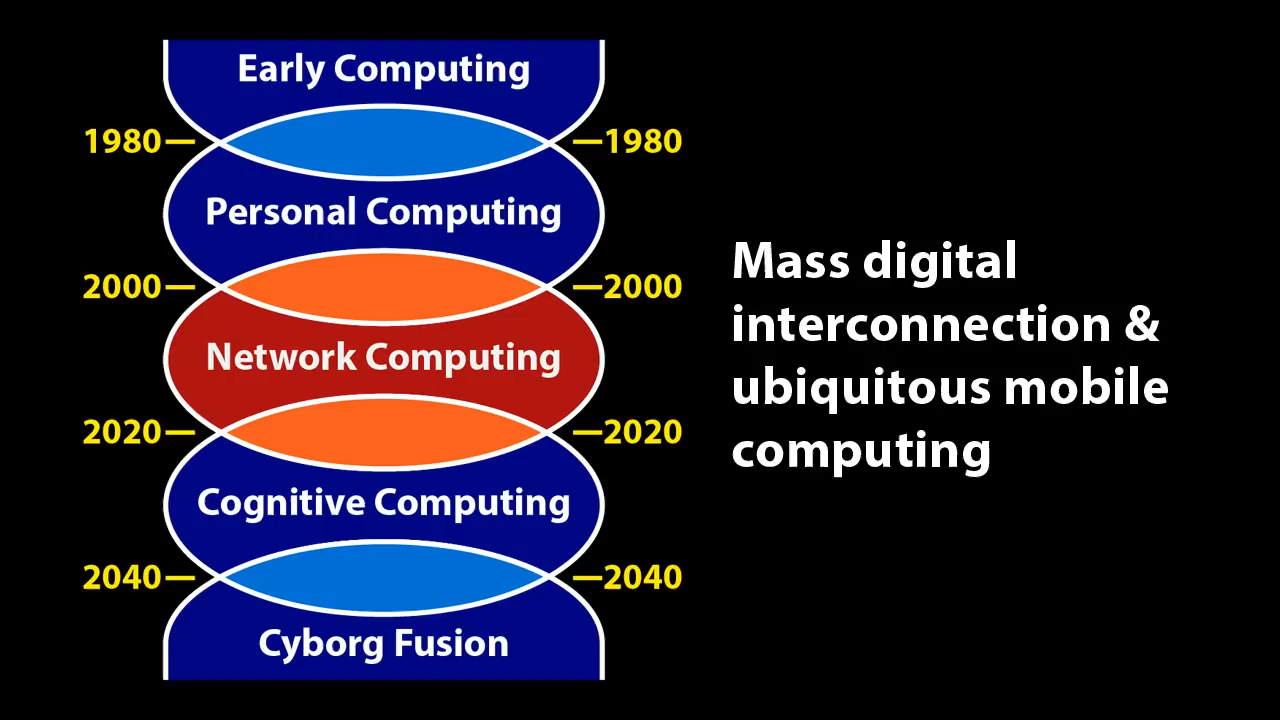 Early Computing
1980 1980
Personal Computing
2000 2000
Network Computing
2020 2020
Cognitive Computing
2040 2040
Cyborg Fusion
Mass digital
interconnection &
ubiquitous mobile
computing